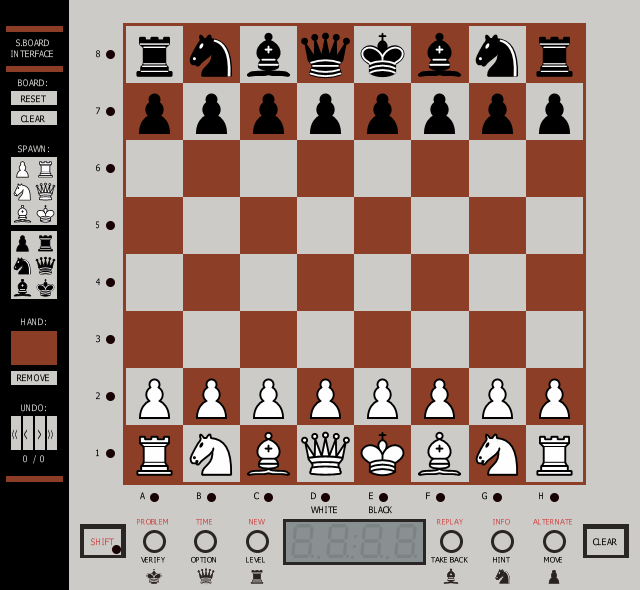 S.BOARD
INTERFACE
BOARD:
RESET
CLEAR
SPAWN:
HAND:
REMOVE
UNDO:
0 / 0
8
7
6
5
4
3
2
1
A B C D E F G H
WHITE BLACK
SHIFT
PROBLEM TIME NEW REPLAY INFO ALTERNATE
VERIFY OPTION LEVEL TAKE BACK HINT MOVE
CLEAR